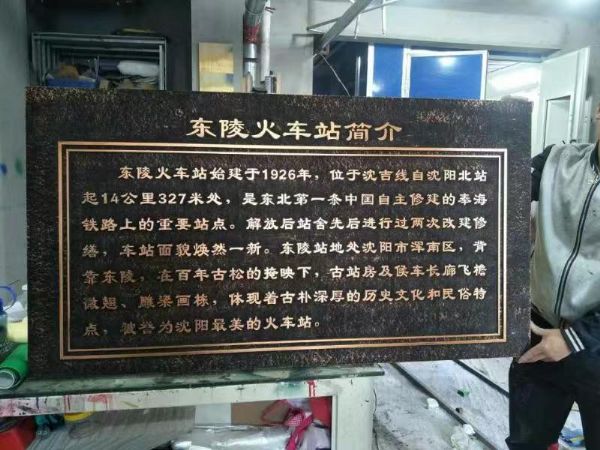 东陵火车站简介
东陵火车站始建于1926年，位于沈吉线自沈阳北站
起14公里327米处，是东北第一条中国自主修建的奉海
铁路上的重要站点。解放后站舍先后进行过两次改建修
缮，车站面貌焕然一新。东陵站地处沈阳市浑南区，背
靠东陵，在百年古松的掩映下，古站房及候车长廊飞檐
微翘、雕梁画栋，体现着古朴深厚的历史文化和民俗特
点，被誉为沈阳最美的火车站。